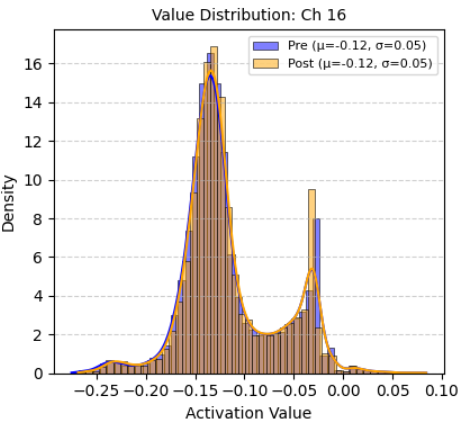 Value Distribution: Ch 16
Pre (μ=-0.12, σ=0.05)
Post (μ=-0.12, σ=0.05)
Density
16
14
12
10
8
6
4
2
0
−0.25 −0.20 −0.15 −0.10 −0.05 0.00 0.05 0.10
Activation Value